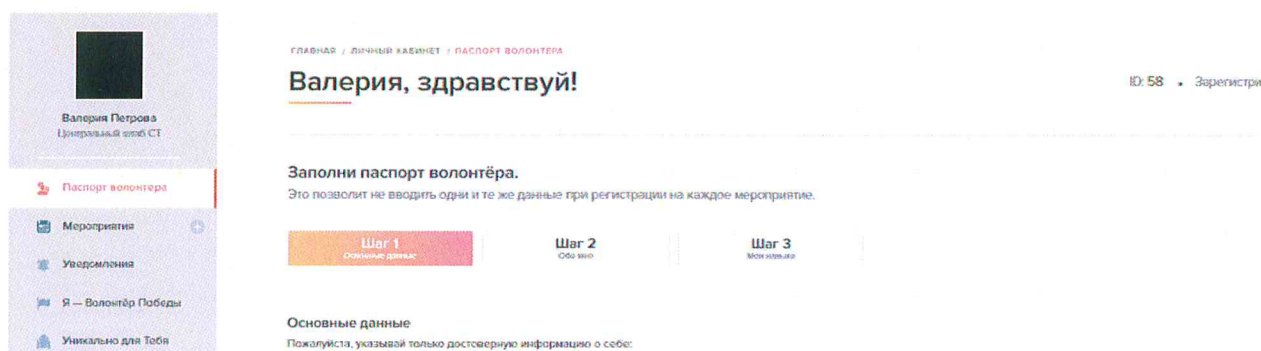 ГЛАВНАЯ / ЛИЧНЫЙ КАБИНЕТ / ПАСПОРТ ВОЛОНТЕРА
Валерия, здравствуй!
ID: 58 • Зарегистри
Валерия Петрова
Центральный штаб СТ
Паспорт волонтера
Мероприятия
Уведомления
Я — Волонтёр Победы
Уникально для Тебя
Заполни паспорт волонтёра.
Это позволит не вводить одни и те же данные при регистрации на каждое мероприятие.
Шаг 1
Основные данные
Шаг 2
Обо мне
Шаг 3
Мои навыки
Основные данные
Пожалуйста, указывай только достоверную информацию о себе: